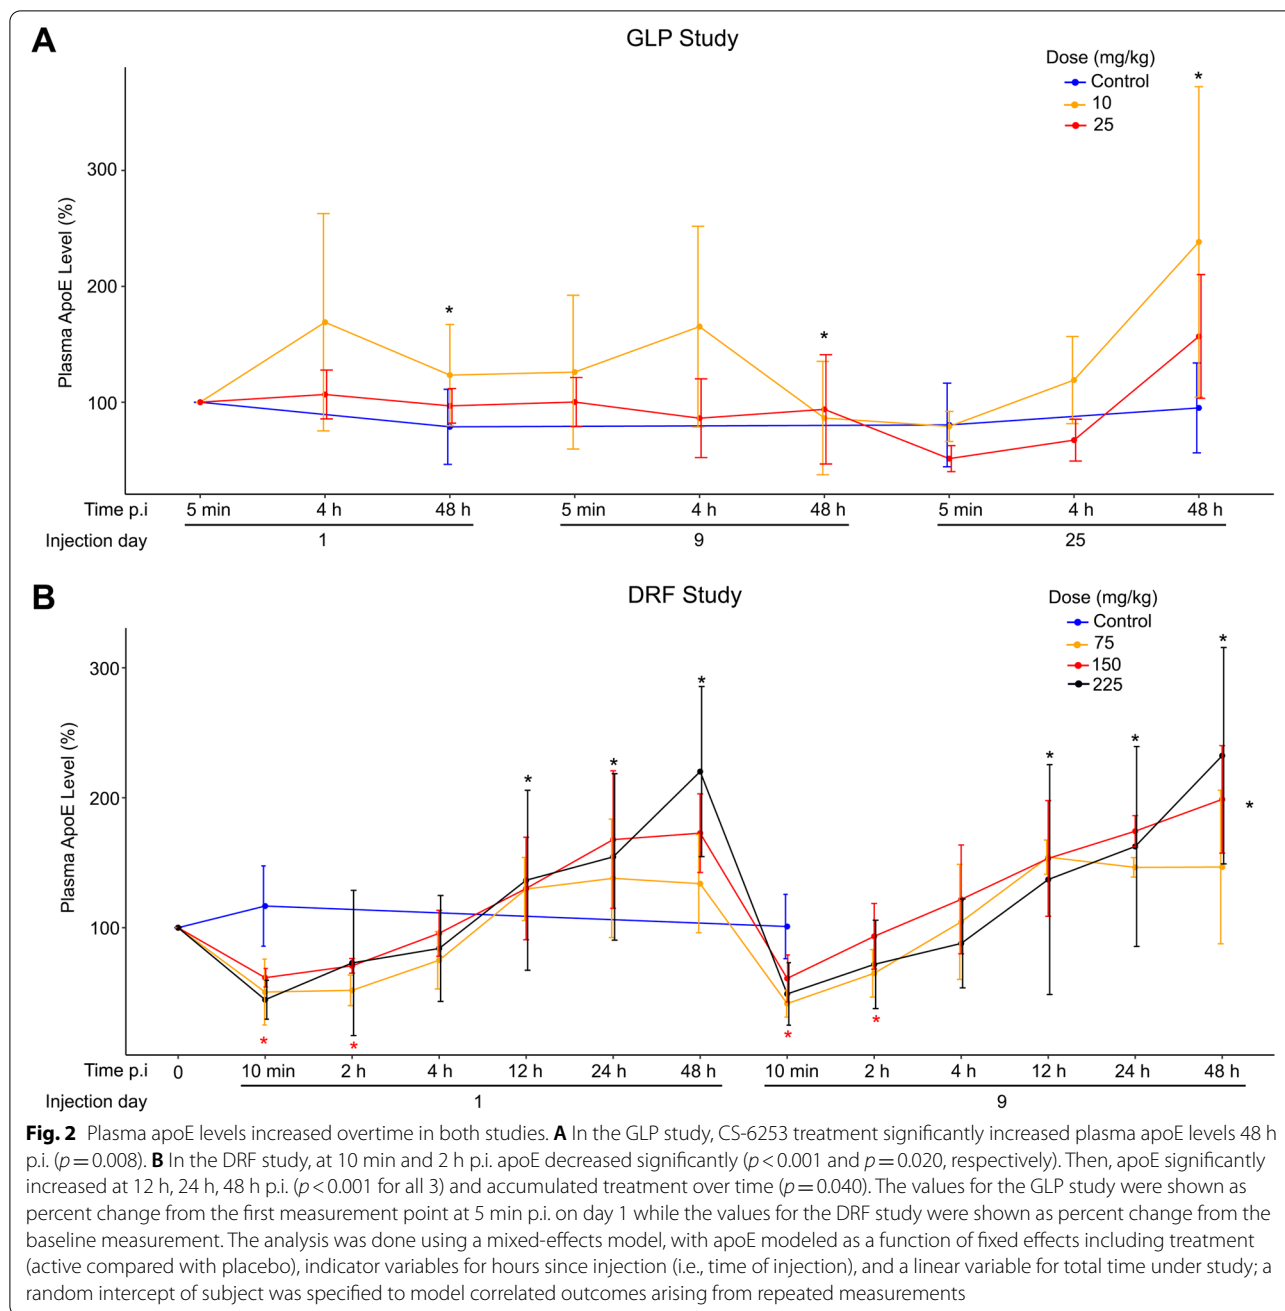 A
GLP Study
Dose (mg/kg)
Control
10
25
*
300
200
100
*
*
Plasma ApoE Level (%)
Time p.i 5 min 4 h 48 h 5 min 4 h 48 h 5 min 4 h 48 h
Injection day 1 9 25
B
DRF Study
Dose (mg/kg)
Control
75
150
225
*
300
200
100
*
*
*
*
*
*
Plasma ApoE Level (%)
*
*
*
*
Time p.i 0 10 min 2 h 4 h 12 h 24 h 48 h 10 min 2 h 4 h 12 h 24 h 48 h
Injection day 1 9
Fig. 2 Plasma apoE levels increased overtime in both studies. A In the GLP study, CS-6253 treatment significantly increased plasma apoE levels 48 h
p.i. (p = 0.008). B In the DRF study, at 10 min and 2 h p.i. apoE decreased significantly (p < 0.001 and p = 0.020, respectively). Then, apoE significantly
increased at 12 h, 24 h, 48 h p.i. (p < 0.001 for all 3) and accumulated treatment over time (p = 0.040). The values for the GLP study were shown as
percent change from the first measurement point at 5 min p.i. on day 1 while the values for the DRF study were shown as percent change from the
baseline measurement. The analysis was done using a mixed-effects model, with apoE modeled as a function of fixed effects including treatment
(active compared with placebo), indicator variables for hours since injection (i.e., time of injection), and a linear variable for total time under study; a
random intercept of subject was specified to model correlated outcomes arising from repeated measurements